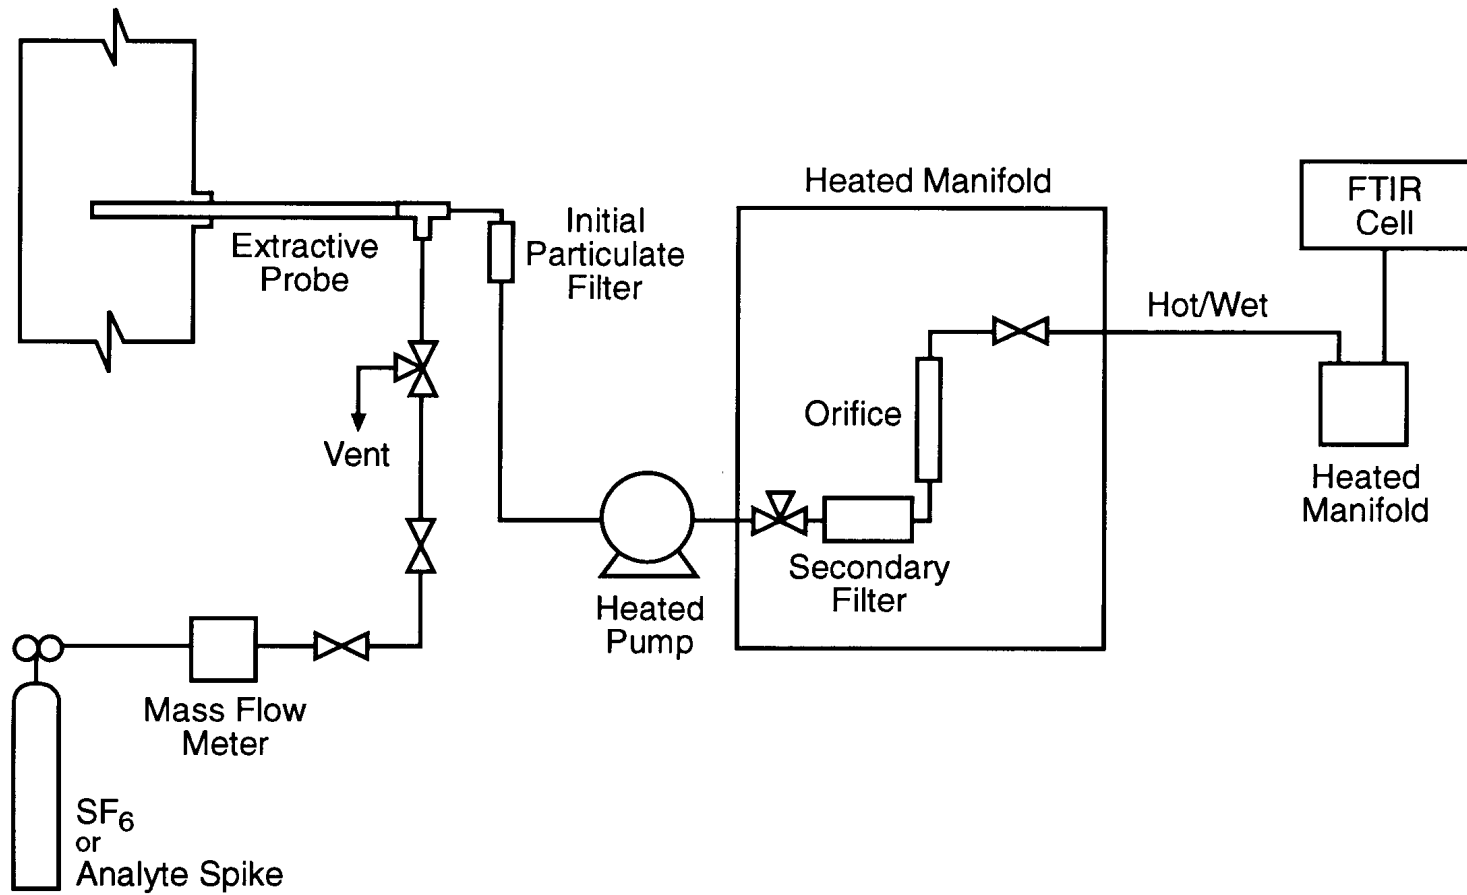 Heated Manifold
FTIR
Cell
Extractive
Probe
Initial
Particulate
Filter
Hot/Wet
Vent
Orifice
Heated
Manifold
Secondary
Filter
Heated
Pump
Mass Flow
Meter
SF6
or
Analyte Spike